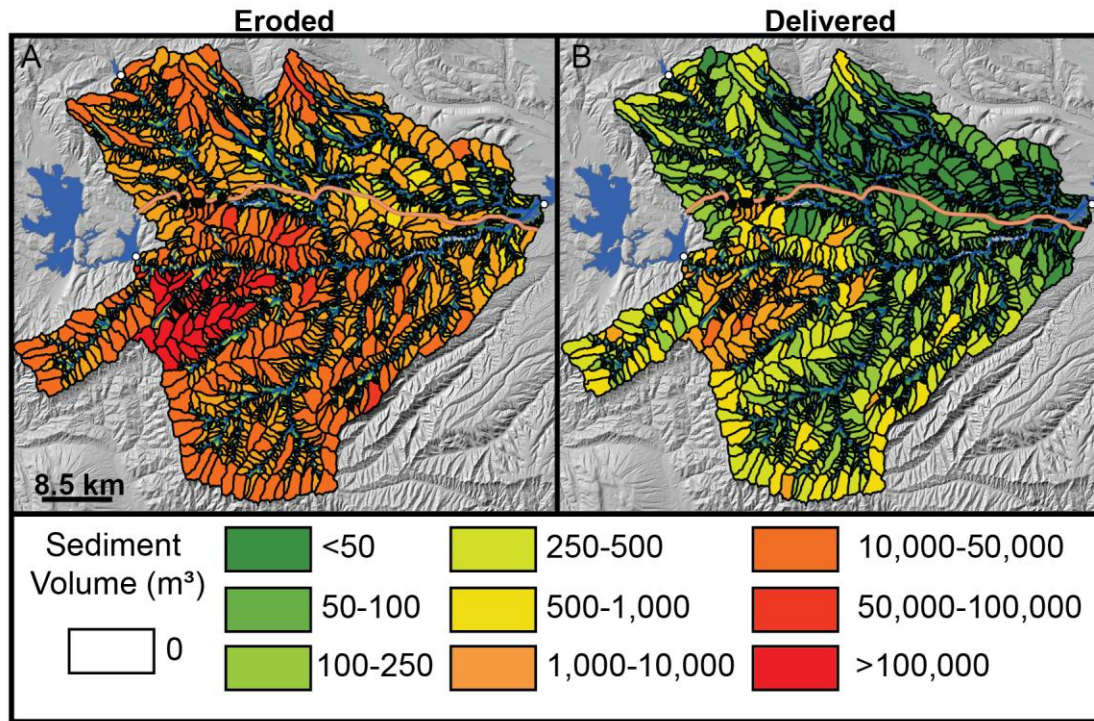 Eroded
Delivered
A
B
8.5 km
Sediment
Volume (m³)
0
<50
50-100
100-250
250-500
500-1,000
1,000-10,000
10,000-50,000
50,000-100,000
>100,000